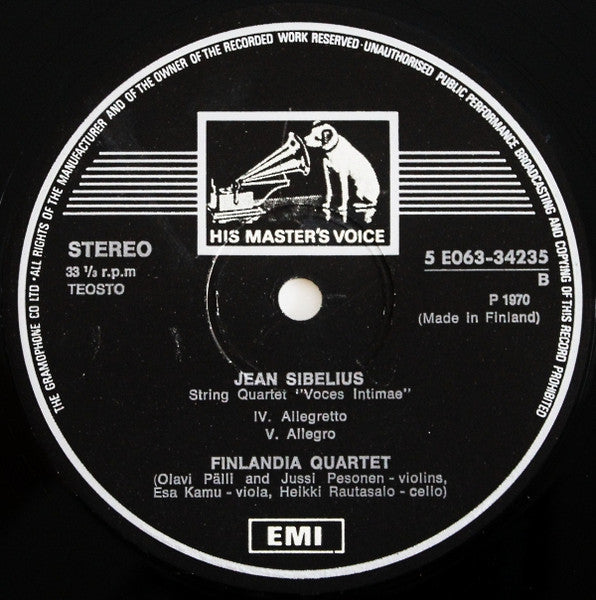 THE GRAMOPHONE CO LTD · ALL RIGHTS OF THE MANUFACTURER AND OF THE OWNER OF THE RECORDED WORK RESERVED · UNAUTHORISED PUBLIC PERFORMANCE BROADCASTING AND COPYING OF THIS RECORD PROHIBITED
HIS MASTER'S VOICE
STEREO
33 ⅓ r.p.m
TEOSTO
5 E063-34235
B
P 1970
(Made in Finland)
JEAN SIBELIUS
String Quartet "Voces Intimae"
IV. Allegretto
V. Allegro
FINLANDIA QUARTET
(Olavi Pälli and Jussi Pesonen - violins,
Esa Kamu - viola, Heikki Rautasalo - cello)
EMI